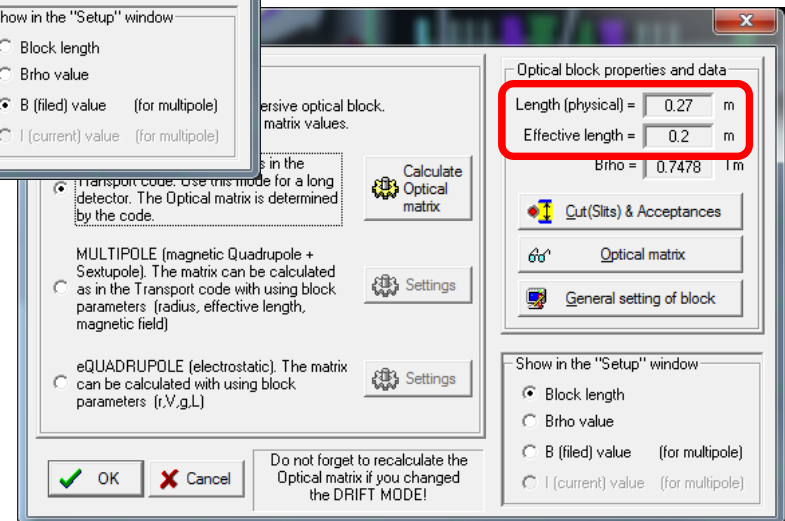 how in the "Setup" window
Block length
Brho value
B (filed) value (for multipole)
I (current) value (for multipole)
ersive optical block.
matrix values.
s in the
Transport code. Use this mode for a long
detector. The Optical matrix is determined
by the code.
Calculate
Optical
matrix
MULTIPOLE (magnetic Quadrupole +
Sextupole). The matrix can be calculated
as in the Transport code with using block
parameters (radius, effective length,
magnetic field)
Settings
eQUADRUPOLE (electrostatic). The matrix
can be calculated with using block
parameters (r,V,g,L)
Settings
OK
Cancel
Do not forget to recalculate the
Optical matrix if you changed
the DRIFT MODE!
Optical block properties and data
Length (physical) = 0.27 m
Effective length = 0.2 m
Brho = 0.7478 Tm
Cut(Slits) & Acceptances
Optical matrix
General setting of block
Show in the "Setup" window
Block length
Brho value
B (filed) value (for multipole)
I (current) value (for multipole)